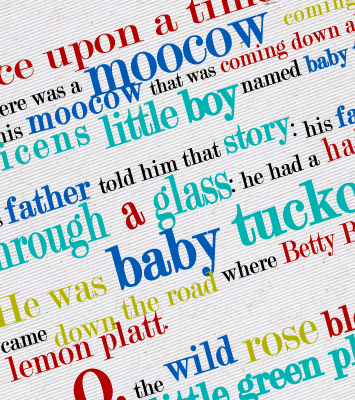 ce upon a time
ere was a moocow coming
his moocow that was coming down a
icens little boy named baby
father told him that story: his fa
hrough a glass: he had a ha
He was baby tucko
came down the road where Betty B
lemon platt.
O, the wild rose blo
little green pl